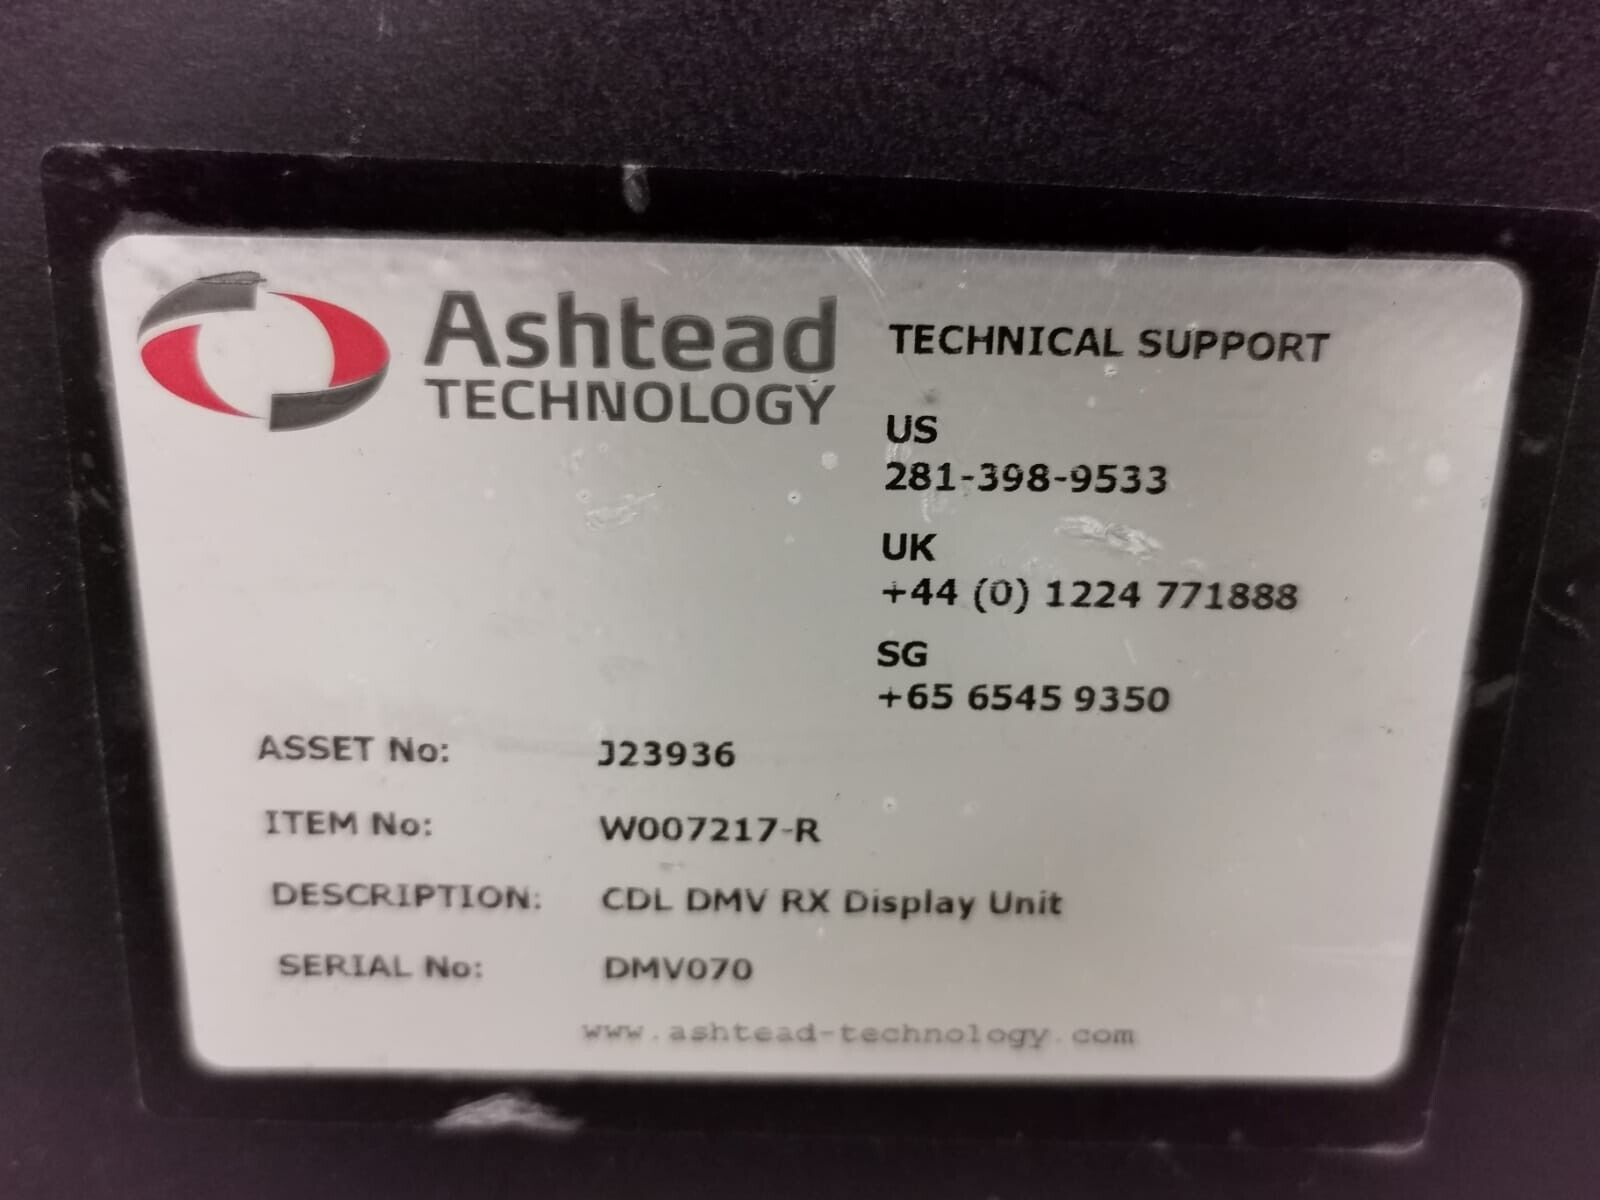 Ashtead
TECHNOLOGY
TECHNICAL SUPPORT
US
281-398-9533
UK
+44 (0) 1224 771888
SG
+65 6545 9350
ASSET No: J23936
ITEM No: W007217-R
DESCRIPTION: CDL DMV RX Display Unit
SERIAL No: DMV070
www.ashtead-technology.com